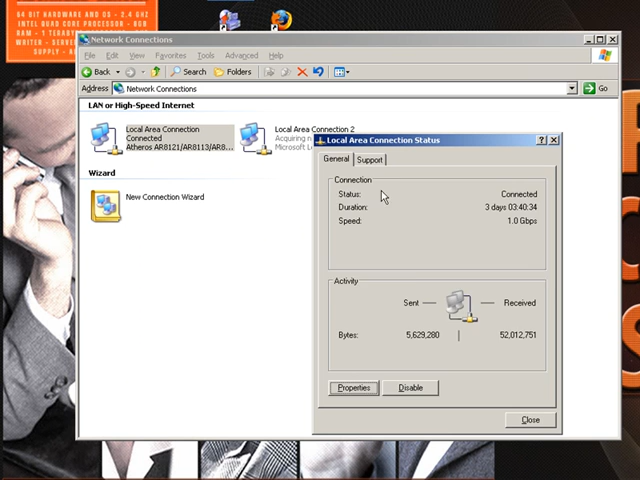 64 BIT HARDWARE AND OS - 2.4 GHZ
INTEL QUAD CORE PROCESSOR - 8GB
RAM - 1 TERABYTE
WRITER - SERVER
SUPPLY -
Network Connections
File Edit View Favorites Tools Advanced Help
Back Search Folders
Address Network Connections Go
LAN or High-Speed Internet
Local Area Connection
Connected
Atheros AR8121/AR8113/AR8...
Local Area Connection 2
Acquiring n
Microsoft L
Wizard
New Connection Wizard
Local Area Connection Status
General Support
Connection
Status: Connected
Duration: 3 days 03:40:34
Speed: 1.0 Gbps
Activity
Sent Received
Bytes: 5,629,280 52,012,751
Properties Disable
Close